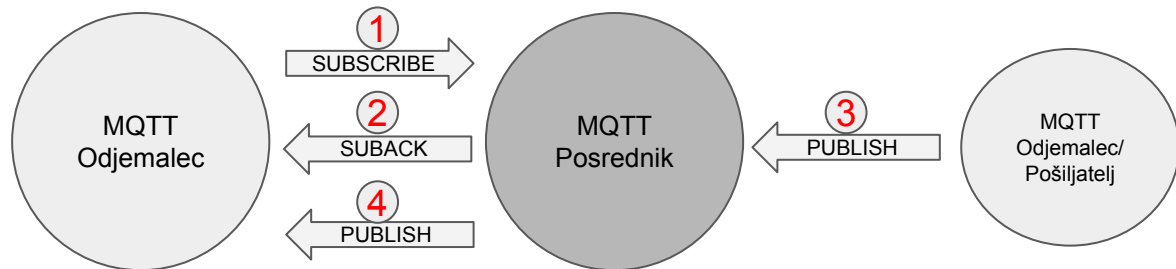 MQTT
Odjemalec
1
SUBSCRIBE
2
SUBACK
4
PUBLISH
MQTT
Posrednik
3
PUBLISH
MQTT
Odjemalec/
Pošiljatelj